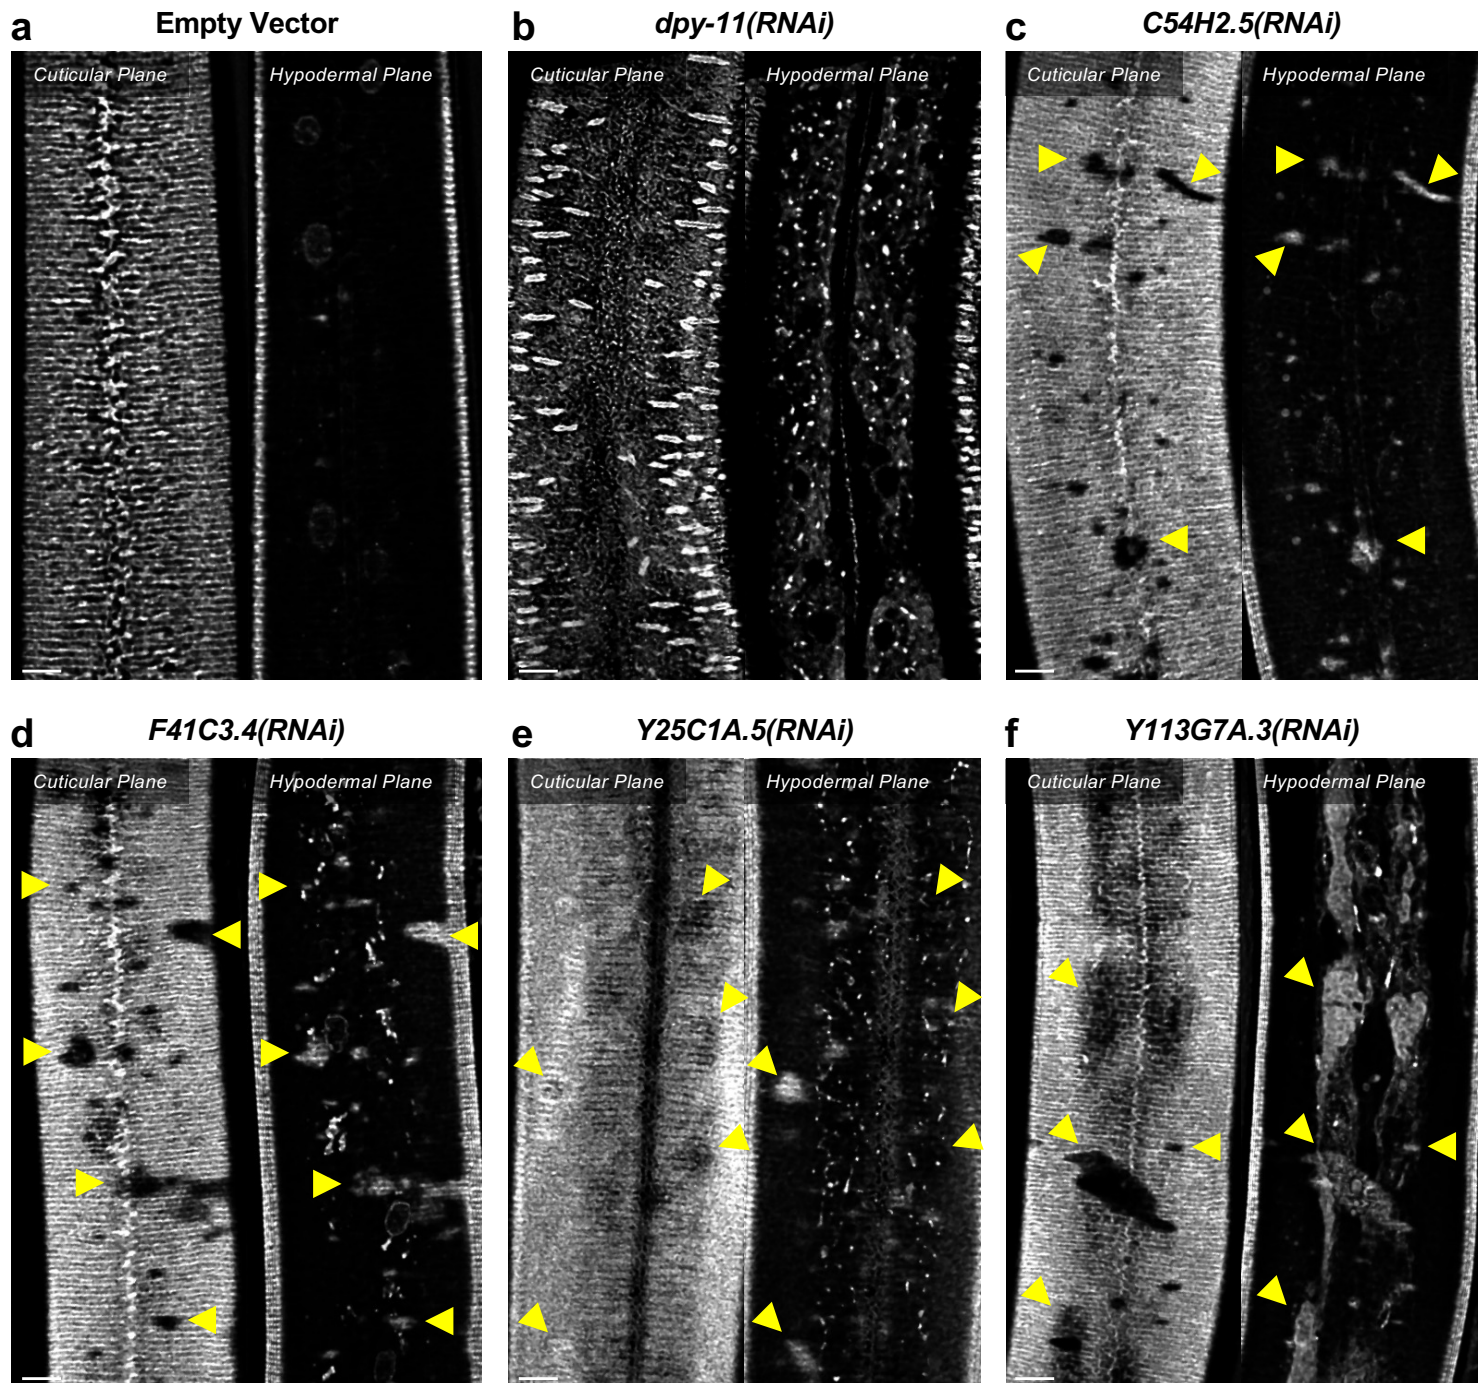 a Empty Vector
b dpy-11(RNAi)
c C54H2.5(RNAi)
Cuticular Plane Hypodermal Plane
Cuticular Plane Hypodermal Plane
Cuticular Plane Hypodermal Plane
d F41C3.4(RNAi)
e Y25C1A.5(RNAi)
f Y113G7A.3(RNAi)
Cuticular Plane Hypodermal Plane
Cuticular Plane Hypodermal Plane
Cuticular Plane Hypodermal Plane